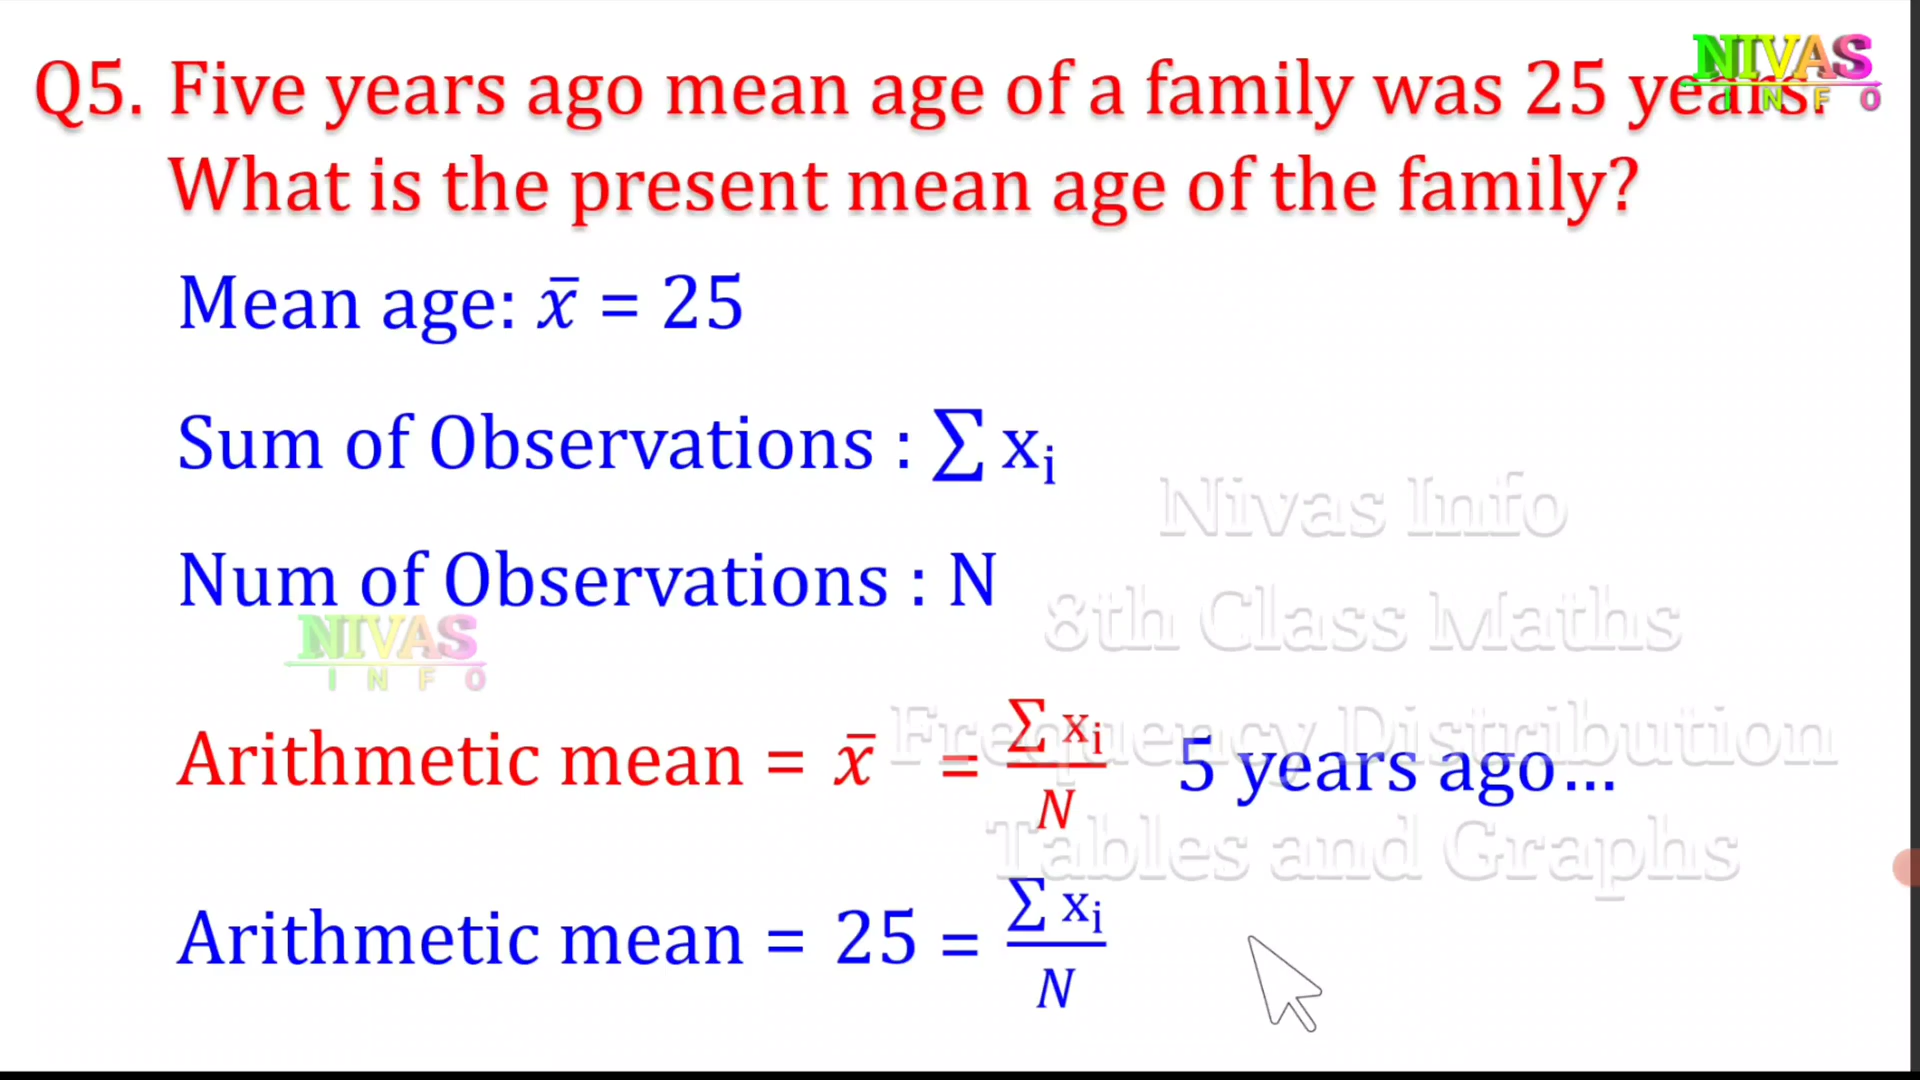 NIVAS
INFO
Q5. Five years ago mean age of a family was 25 years.
What is the present mean age of the family?
Mean age: x̄ = 25
Sum of Observations : ∑ xᵢ
Nivas Info
Num of Observations : N
8th Class Maths
NIVAS
INFO
Frequency Distribution
Arithmetic mean = x̄ = ∑ xᵢ / N 5 years ago...
Tables and Graphs
Arithmetic mean = 25 = ∑ xᵢ / N